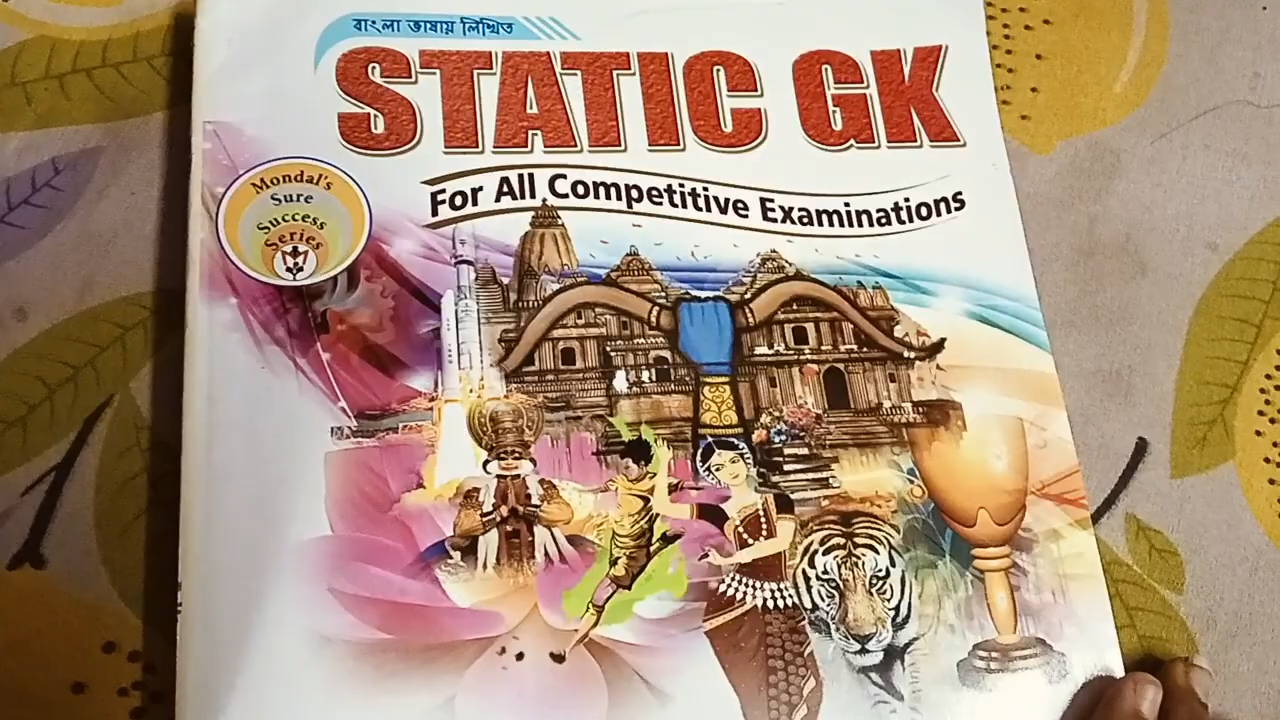 বাংলা ভাষায় লিখিত
STATIC GK
For All Competitive Examinations
Mondal's
Sure
Success
Series